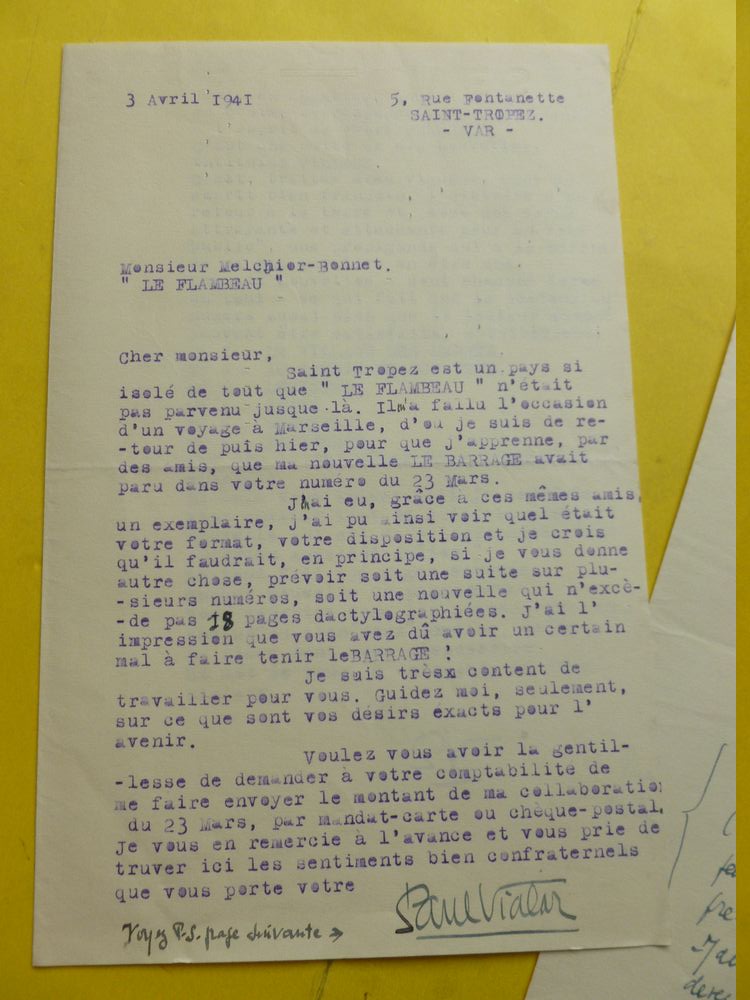 3 Avril 1941
5, Rue Fontanette
SAINT-TROPEZ.
- VAR -
Monsieur Melchior-Bonnet.
" LE FLAMBEAU "
Cher monsieur,
Saint Tropez est un pays si
isolé de tout que " LE FLAMBEAU " n'était
pas parvenu jusque là. Il m'a fallu l'occasion
d'un voyage à Marseille, d'ou je suis de re-
-tour de puis hier, pour que j'apprenne, par
des amis, que ma nouvelle LE BARRAGE avait
paru dans votre numéro du 23 Mars.
J'ai eu, grâce à ces mêmes amis,
un exemplaire, j'ai pu ainsi voir quel était
votre format, votre disposition et je crois
qu'il faudrait, en principe, si je vous donne
autre chose, prévoir soit une suite sur plu-
-sieurs numéros, soit une nouvelle qui n'excè-
-de pas 18 pages dactylographiées. J'ai l'
impression que vous avez dû avoir un certain
mal à faire tenir leBARRAGE !
Je suis trèsx content de
travailler pour vous. Guidez moi, seulement,
sur ce que sont vos désirs exacts pour l'
avenir.
Voulez vous avoir la gentil-
-lesse de demander à votre comptabilite de
me faire envoyer le montant de ma collaboration
du 23 Mars, par mandat-carte ou chèque-postal.
Je vous en remercie à l'avance et vous prie de
truver ici les sentiments bien confraternels
que vous porte votre
Paul Vialar
Voyez P.S. page suivante →